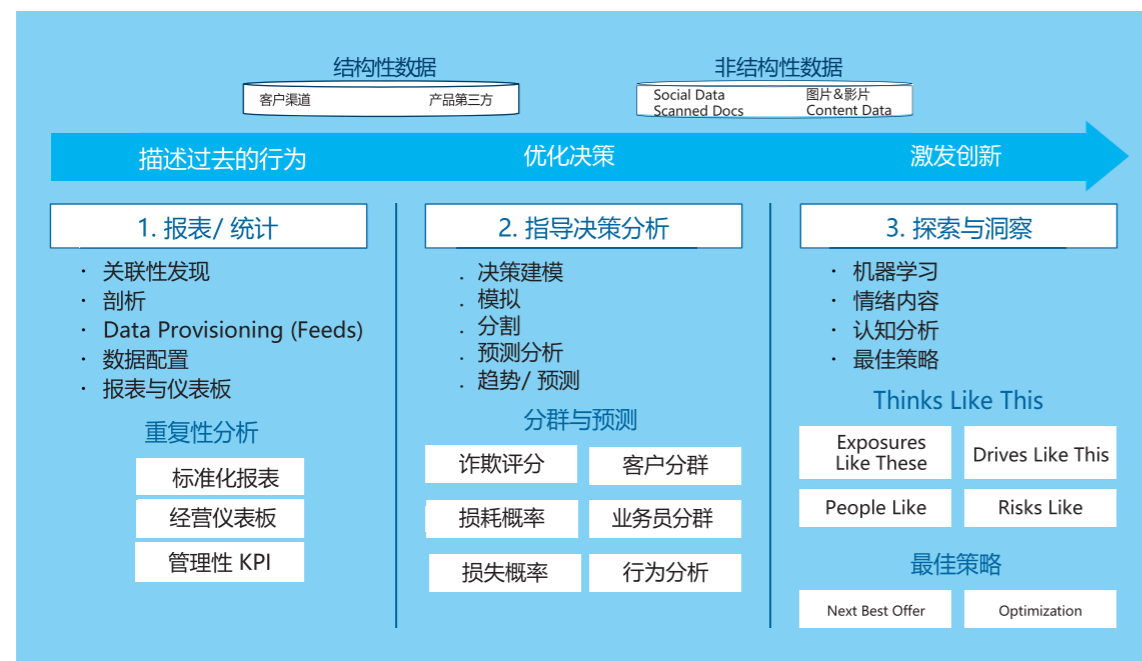 结构性数据
客户渠道 产品第三方
非结构性数据
Social Data 图片&影片
Scanned Docs Content Data
描述过去的行为 优化决策 激发创新
1. 报表/ 统计
· 关联性发现
· 剖析
· Data Provisioning (Feeds)
· 数据配置
· 报表与仪表板
重复性分析
标准化报表
经营仪表板
管理性 KPI
2. 指导决策分析
. 决策建模
. 模拟
. 分割
. 预测分析
. 趋势/ 预测
分群与预测
诈欺评分 客户分群
损耗概率 业务员分群
损失概率 行为分析
3. 探索与洞察
· 机器学习
· 情绪内容
· 认知分析
· 最佳策略
Thinks Like This
Exposures
Like These
Drives Like This
People Like Risks Like
最佳策略
Next Best Offer Optimization